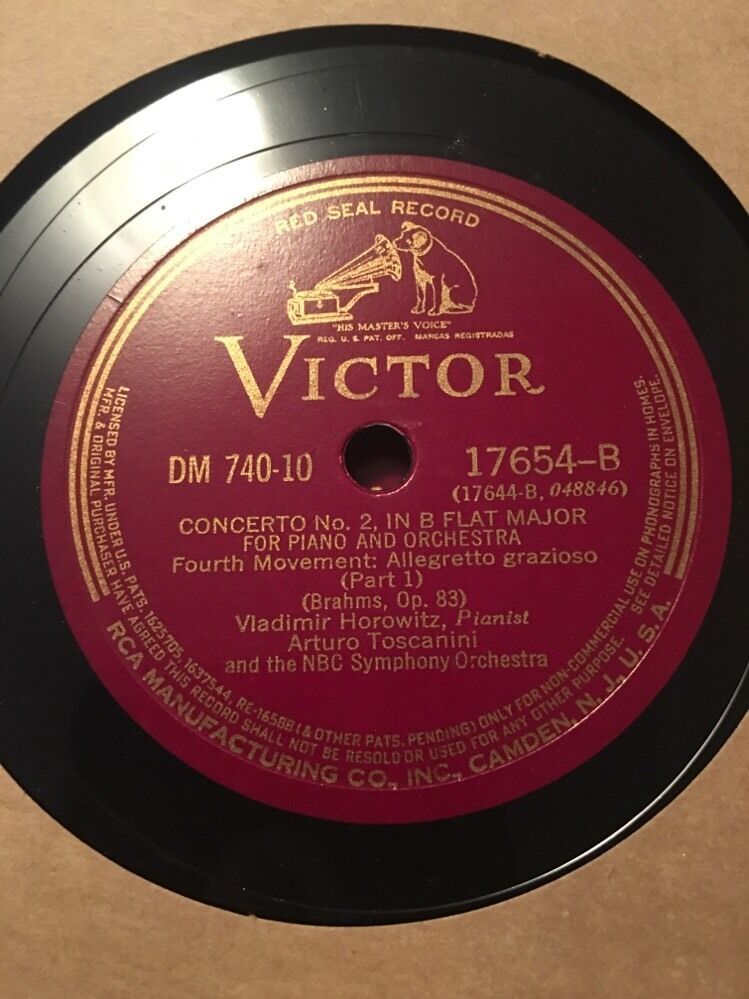 RED SEAL RECORD
"HIS MASTER'S VOICE"
REG. U. S. PAT. OFF. MARCAS REGISTRADAS
VICTOR
DM 740-10
17654-B
(17644-B, 048846)
CONCERTO No. 2, IN B FLAT MAJOR
FOR PIANO AND ORCHESTRA
Fourth Movement: Allegretto grazioso
(Part 1)
(Brahms, Op. 83)
Vladimir Horowitz, Pianist
Arturo Toscanini
and the NBC Symphony Orchestra
LICENSED BY MFR. UNDER U.S. PATS. 1625705, 1637544, RE-16588 (& OTHER PATS. PENDING) ONLY FOR NON-COMMERCIAL USE ON PHONOGRAPHS IN HOMES.
MFR. & ORIGINAL PURCHASER HAVE AGREED THIS RECORD SHALL NOT BE RESOLD OR USED FOR ANY OTHER PURPOSE. SEE DETAILED NOTICE ON ENVELOPE.
RCA MANUFACTURING CO., INC., CAMDEN, N. J., U. S. A.